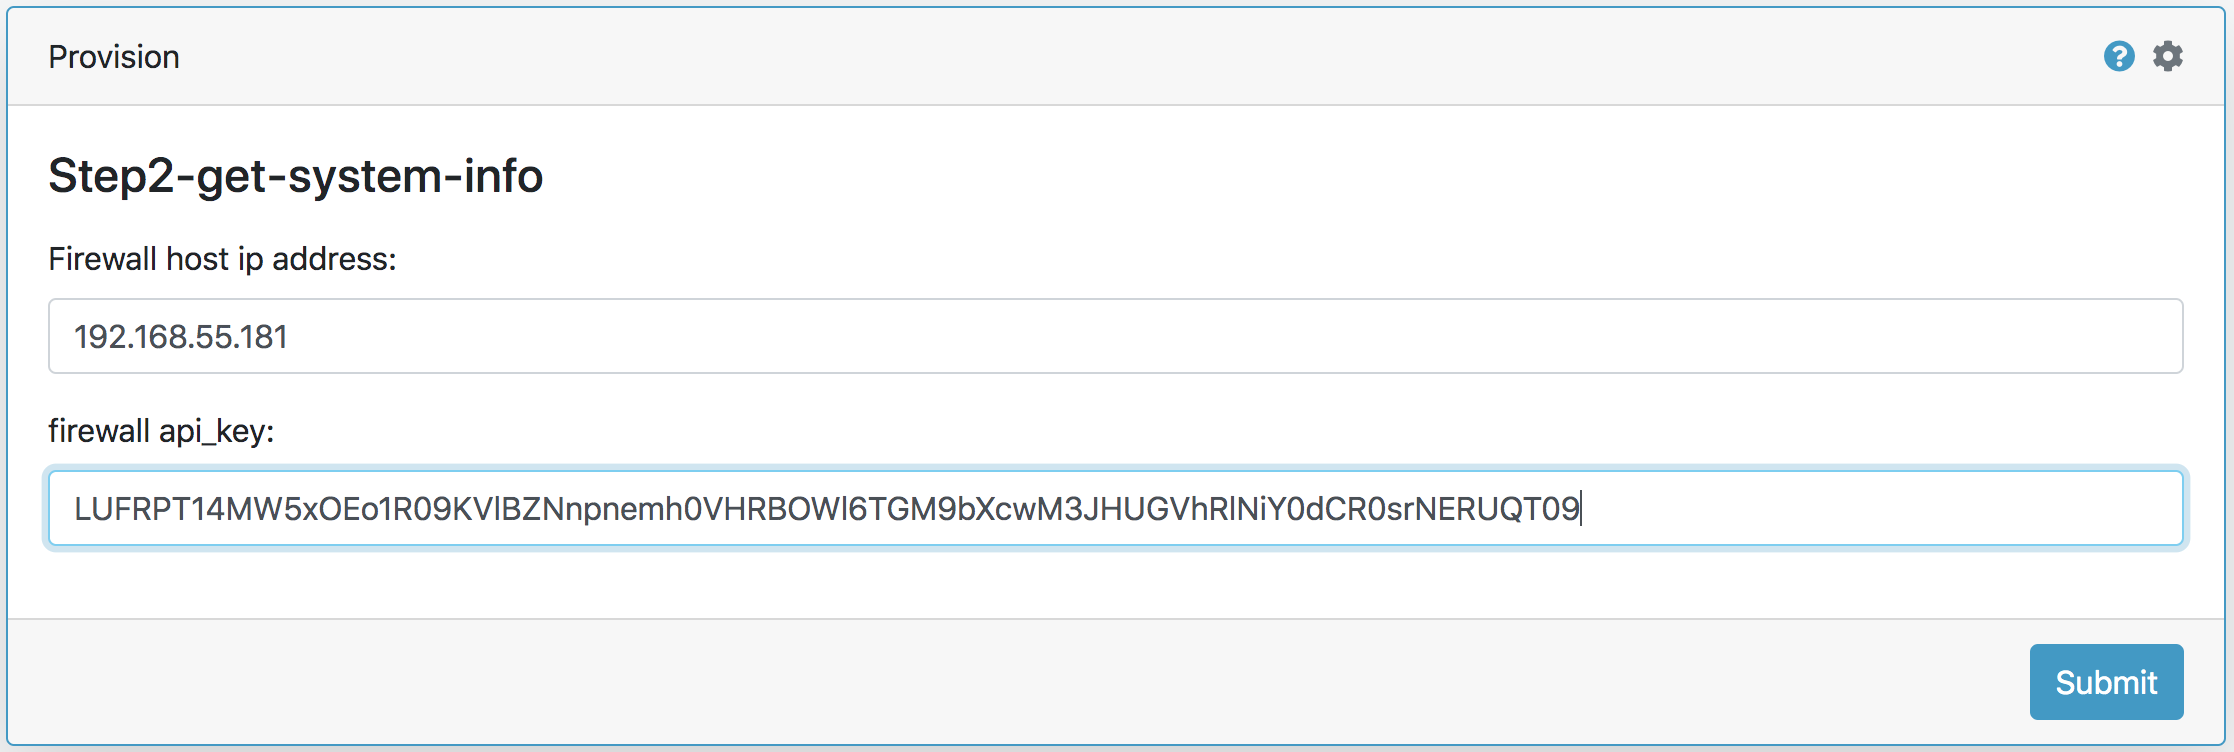 Provision
Step2-get-system-info
Firewall host ip address:
192.168.55.181
firewall api_key:
LUFRPT14MW5xOEo1R09KVlBZNnpnemh0VHRBOWl6TGM9bXcwM3JHUGVhRlNiY0dCR0srNERUQT09
Submit